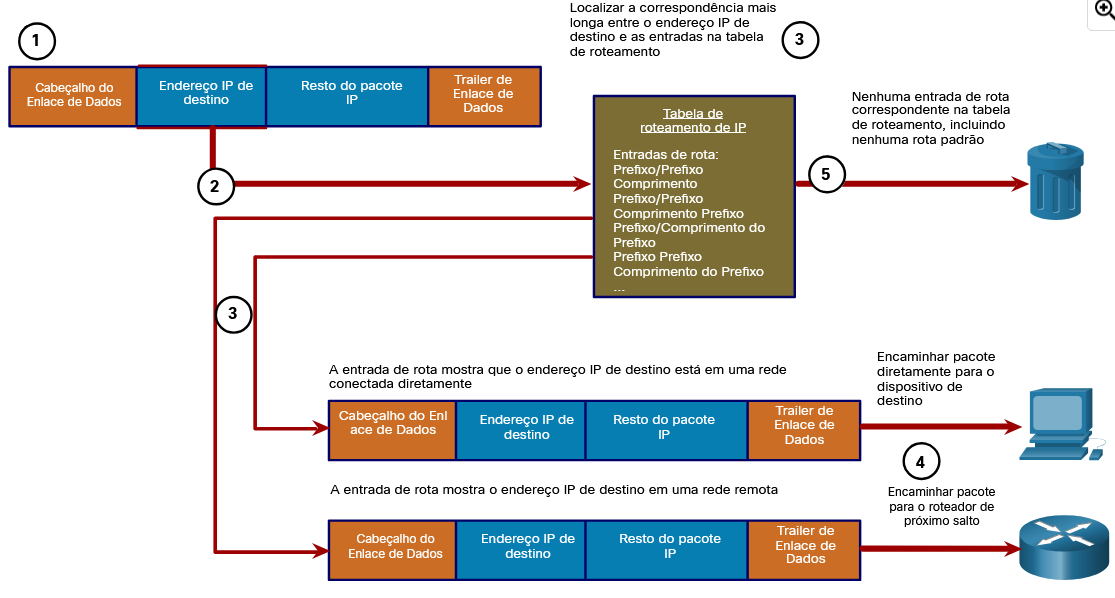 Localizar a correspondência mais
longa entre o endereço IP de
destino e as entradas na tabela
de roteamento
1
3
Cabeçalho do
Enlace de Dados
Endereço IP de
destino
Resto do pacote
IP
Trailer de
Enlace de
Dados
2
Tabela de
roteamento de IP
Entradas de rota:
Prefixo/Prefixo
Comprimento
Prefixo/Prefixo
Comprimento Prefixo
Prefixo/Comprimento do
Prefixo
Prefixo Prefixo
Comprimento do Prefixo
...
5
Nenhuma entrada de rota
correspondente na tabela
de roteamento, incluindo
nenhuma rota padrão
3
A entrada de rota mostra que o endereço IP de destino está em uma rede
conectada diretamente
Cabeçalho do Enl
ace de Dados
Endereço IP de
destino
Resto do pacote
IP
Trailer de
Enlace de
Dados
Encaminhar pacote
diretamente para o
dispositivo de
destino
4
A entrada de rota mostra o endereço IP de destino em uma rede remota
Cabeçalho do
Enlace de Dados
Endereço IP de
destino
Resto do pacote
IP
Trailer de
Enlace de
Dados
Encaminhar pacote
para o roteador de
próximo salto